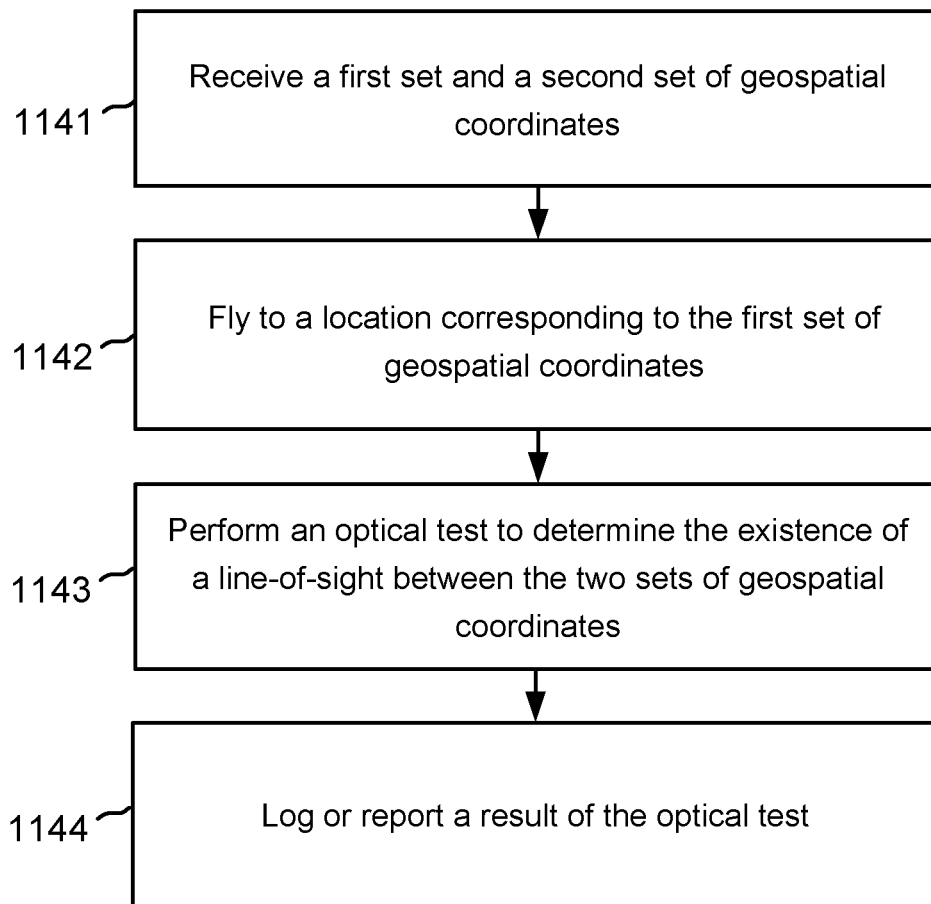 Receive a first set and a second set of geospatial
coordinates
1141
Fly to a location corresponding to the first set of
geospatial coordinates
1142
Perform an optical test to determine the existence of
a line-of-sight between the two sets of geospatial
coordinates
1143
Log or report a result of the optical test
1144